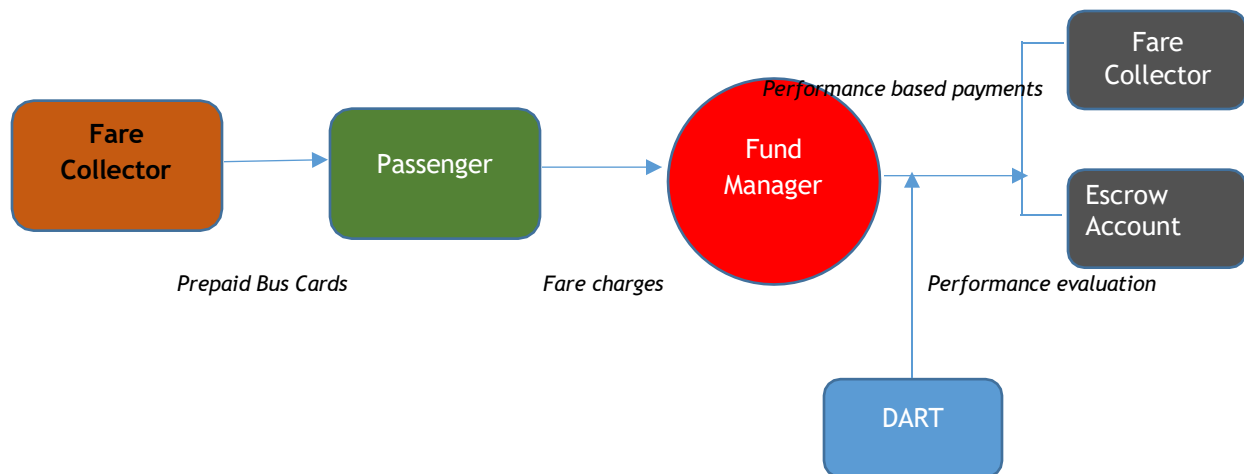 Fare
Collector
Performance based payments
Fare
Collector
Passenger
Fund
Manager
Escrow
Account
Prepaid Bus Cards
Fare charges
Performance evaluation
DART